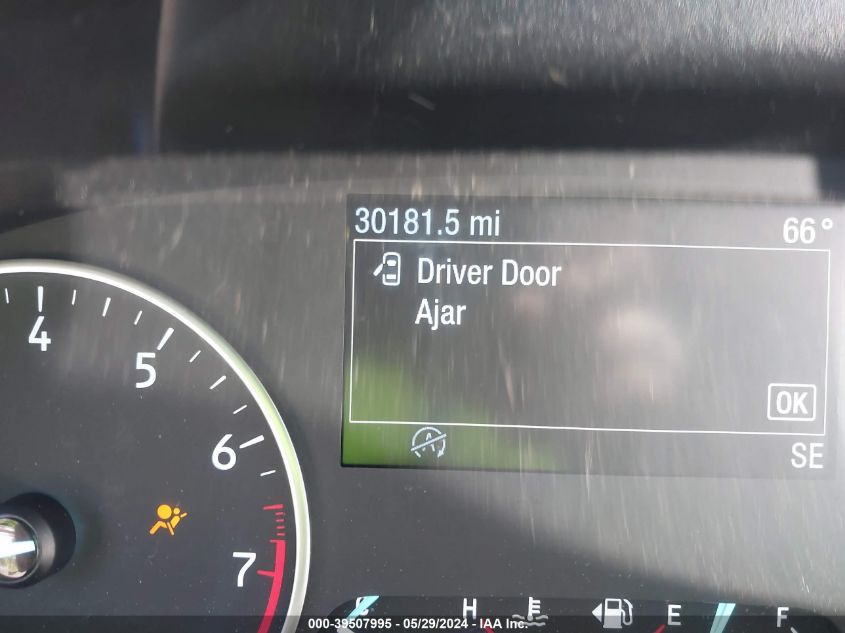 30181.5 mi
66°
Driver Door
Ajar
OK
SE
4
5
6
7
H
E
F
000-39507995 - 05/29/2024 - IAA Inc.